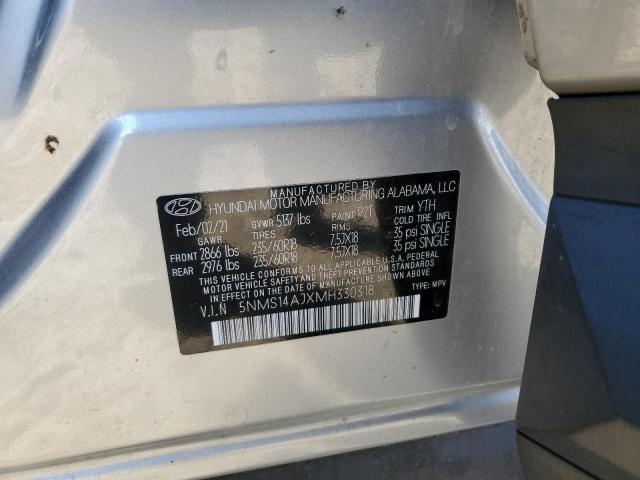 MANUFACTURED BY
HYUNDAI MOTOR MANUFACTURING ALABAMA, LLC
Feb/02/21 GVWR 5137 lbs PAINT R2T TRIM YTH
GAWR TIRES RIMS COLD TIRE INFL
FRONT 2866 lbs 235/60R18 7.5JX18 35 psi SINGLE
REAR 2976 lbs 235/60R18 7.5JX18 35 psi SINGLE
THIS VEHICLE CONFORMS TO ALL APPLICABLE U.S. FEDERAL
MOTOR VEHICLE SAFETY, BUMPER, AND THEFT PREVENTION STANDARDS
IN EFFECT ON THE DATE OF MANUFACTURE SHOWN ABOVE.
V.I.N 5NMS14AJXMH330318 TYPE: MPV